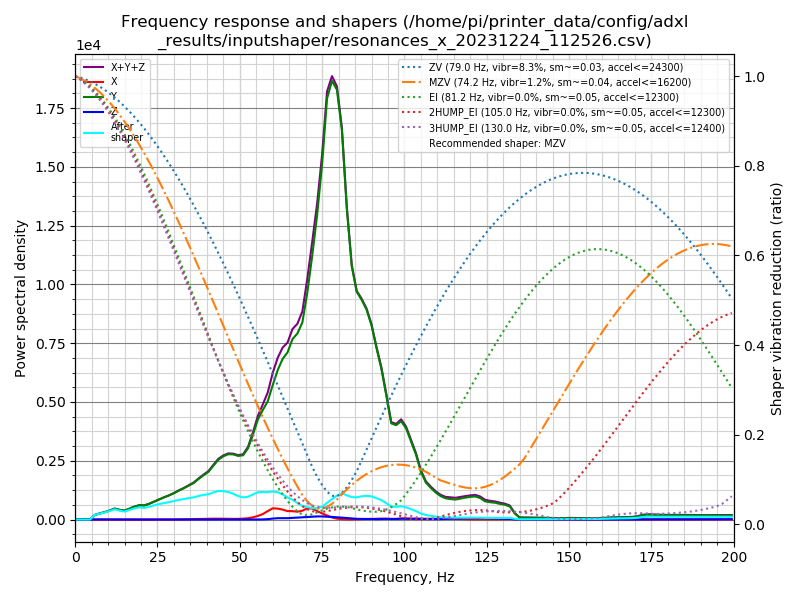 Frequency response and shapers (/home/pi/printer_data/config/adxl
_results/inputshaper/resonances_x_20231224_112526.csv)
1e4
X+Y+Z
X
Y
Z
After
shaper
ZV (79.0 Hz, vibr=8.3%, sm~=0.03, accel<=24300)
MZV (74.2 Hz, vibr=1.2%, sm~=0.04, accel<=16200)
EI (81.2 Hz, vibr=0.0%, sm~=0.05, accel<=12300)
2HUMP_EI (105.0 Hz, vibr=0.0%, sm~=0.05, accel<=12300)
3HUMP_EI (130.0 Hz, vibr=0.0%, sm~=0.05, accel<=12400)
Recommended shaper: MZV
1.75
1.50
1.25
1.00
0.75
0.50
0.25
0.00
Power spectral density
1.0
0.8
0.6
0.4
0.2
0.0
Shaper vibration reduction (ratio)
0 25 50 75 100 125 150 175 200
Frequency, Hz